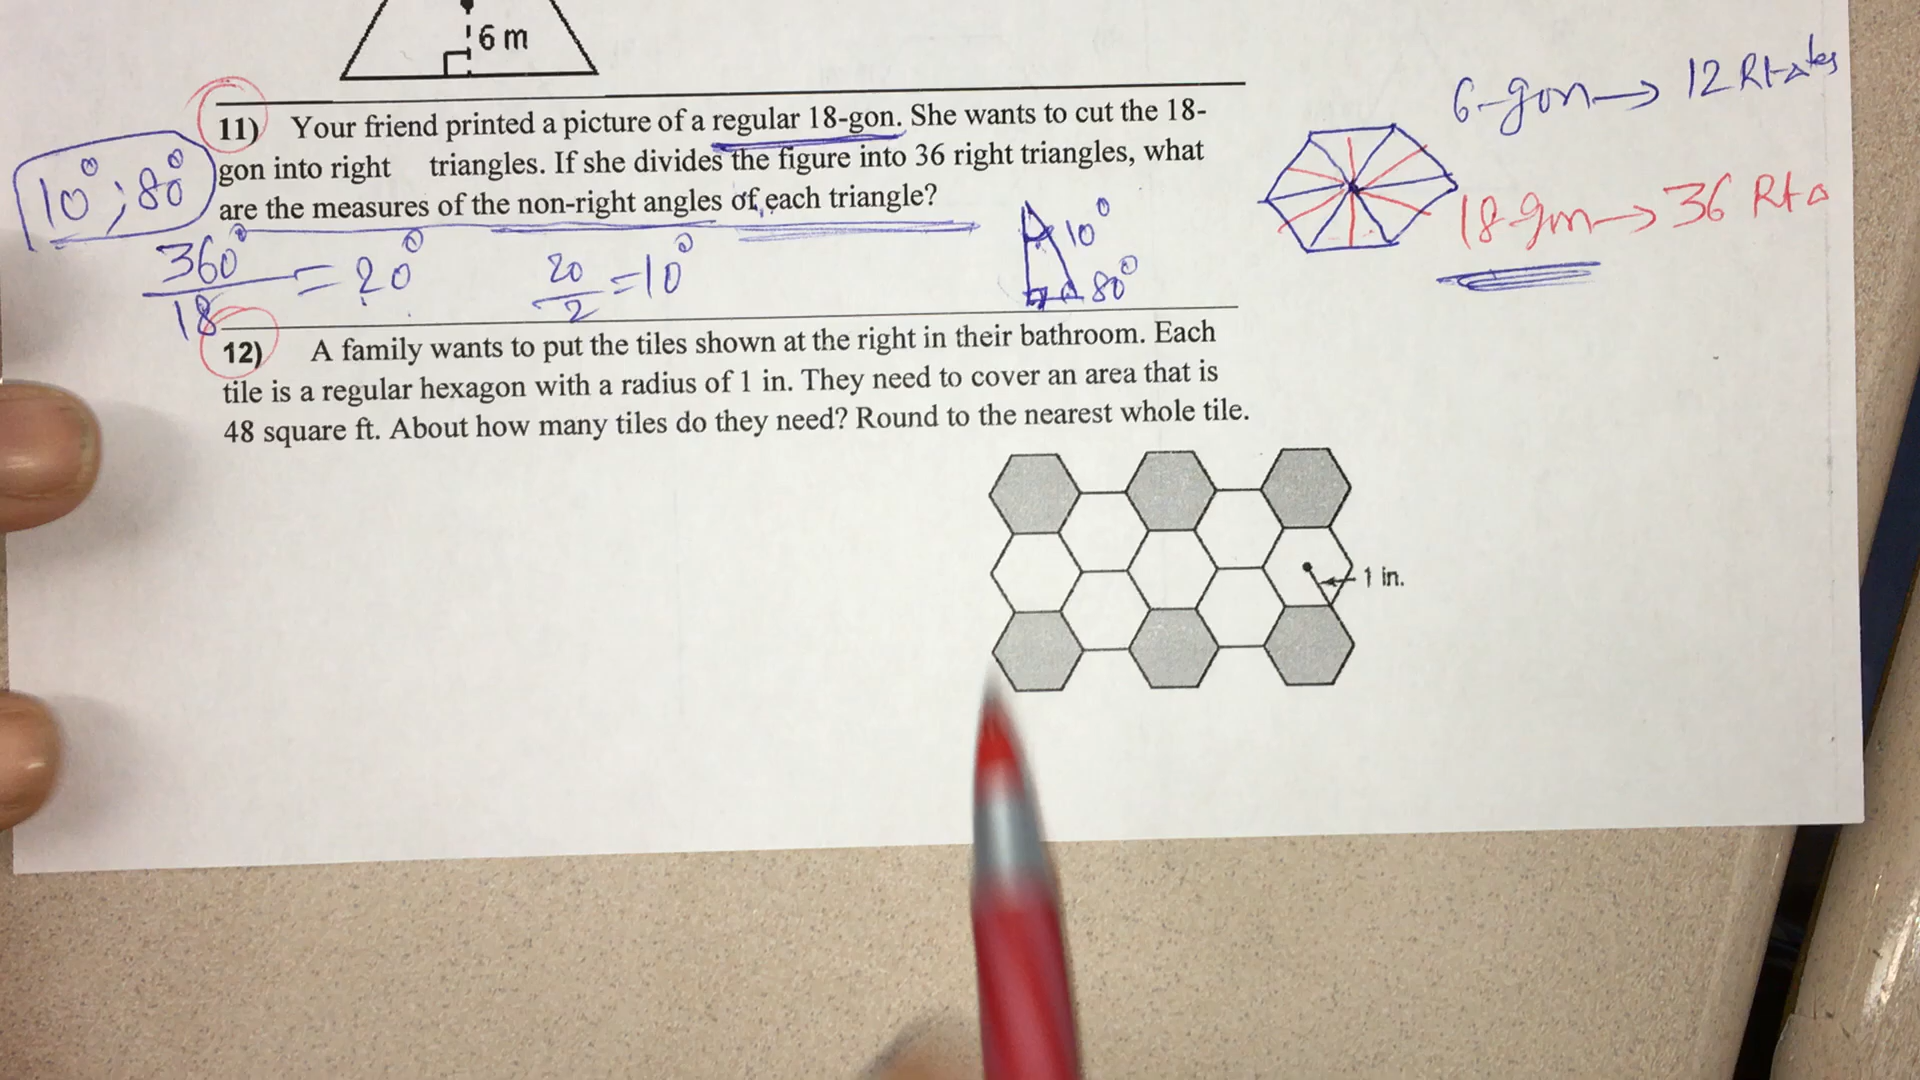 6 m
6-gon → 12 Rt△les
11) Your friend printed a picture of a regular 18-gon. She wants to cut the 18-
gon into right triangles. If she divides the figure into 36 right triangles, what
are the measures of the non-right angles of each triangle?
10°; 80°
18-gon → 36 Rt△
360°/18 = 20°
20/2 = 10°
10°
80°
12) A family wants to put the tiles shown at the right in their bathroom. Each
tile is a regular hexagon with a radius of 1 in. They need to cover an area that is
48 square ft. About how many tiles do they need? Round to the nearest whole tile.
1 in.